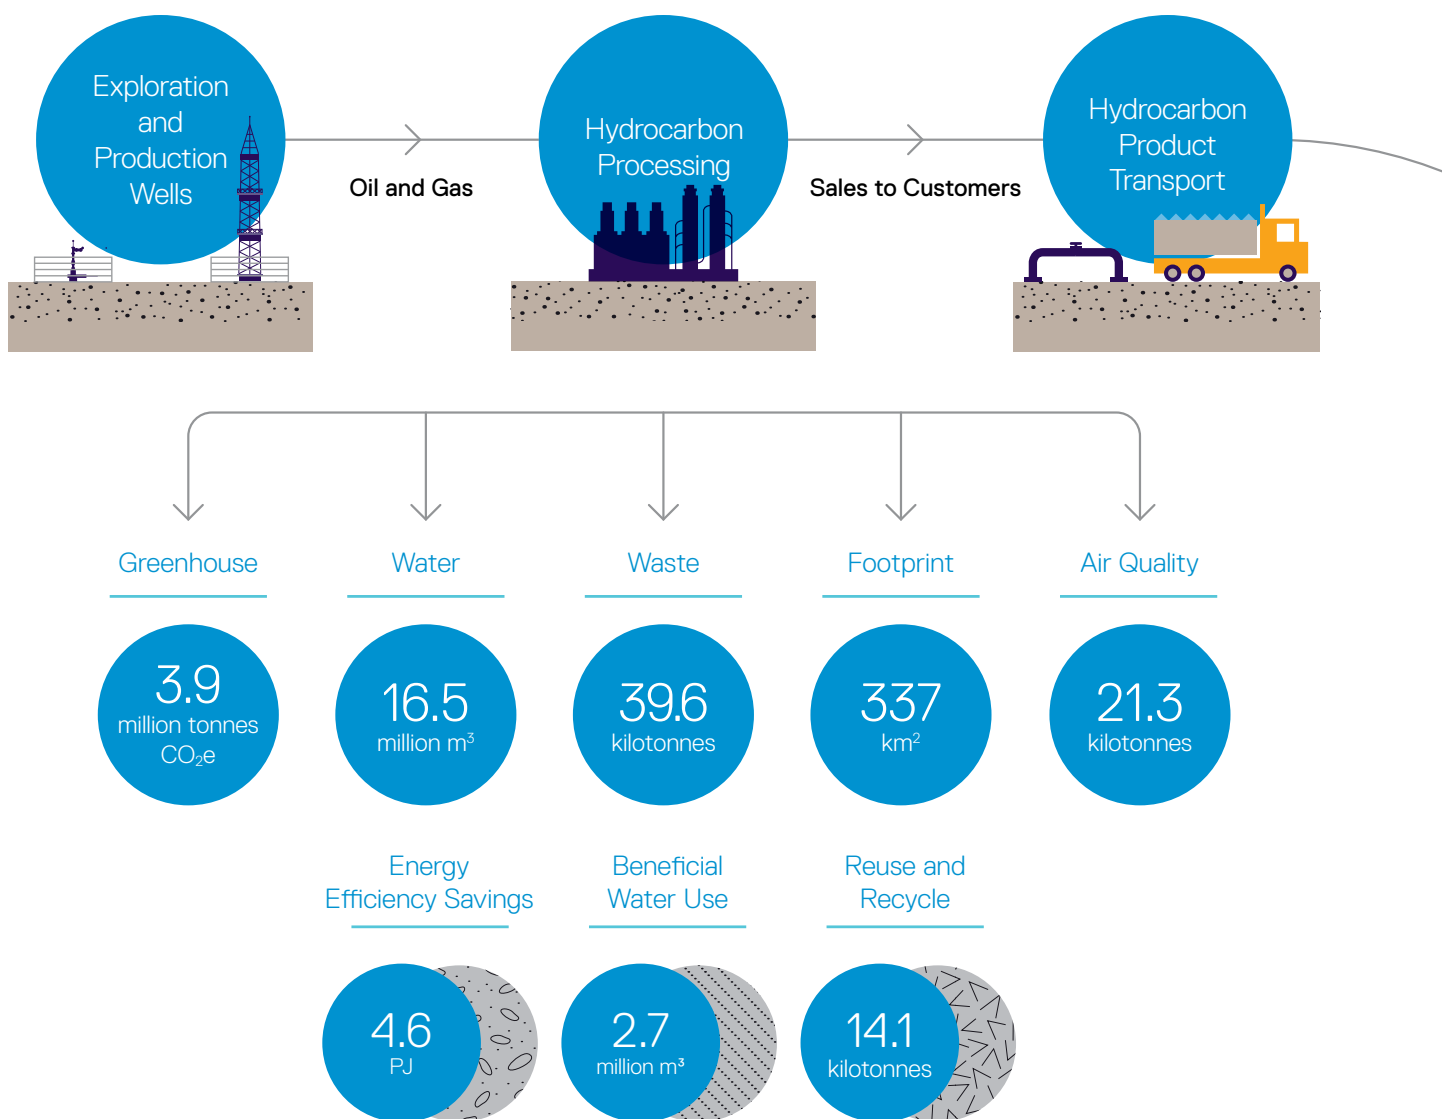 Exploration
and
Production
Wells
Oil and Gas
Hydrocarbon
Processing
Sales to Customers
Hydrocarbon
Product
Transport
Greenhouse
Water
Waste
Footprint
Air Quality
3.9
million tonnes
CO₂e
16.5
million m³
39.6
kilotonnes
337
km²
21.3
kilotonnes
Energy
Efficiency Savings
Beneficial
Water Use
Reuse and
Recycle
4.6
PJ
2.7
million m³
14.1
kilotonnes